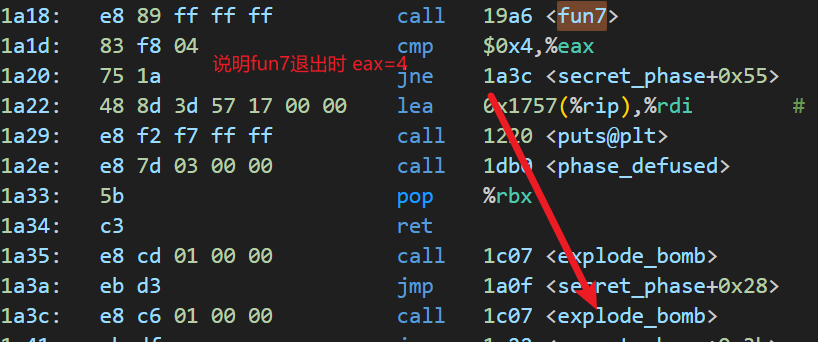 1a18: e8 89 ff ff ff call 19a6 <fun7>
1a1d: 83 f8 04 cmp $0x4,%eax
说明fun7退出时 eax=4
1a20: 75 1a jne 1a3c <secret_phase+0x55>
1a22: 48 8d 3d 57 17 00 00 lea 0x1757(%rip),%rdi #
1a29: e8 f2 f7 ff ff call 1220 <puts@plt>
1a2e: e8 7d 03 00 00 call 1db0 <phase_defused>
1a33: 5b pop %rbx
1a34: c3 ret
1a35: e8 cd 01 00 00 call 1c07 <explode_bomb>
1a3a: eb d3 jmp 1a0f <secret_phase+0x28>
1a3c: e8 c6 01 00 00 call 1c07 <explode_bomb>